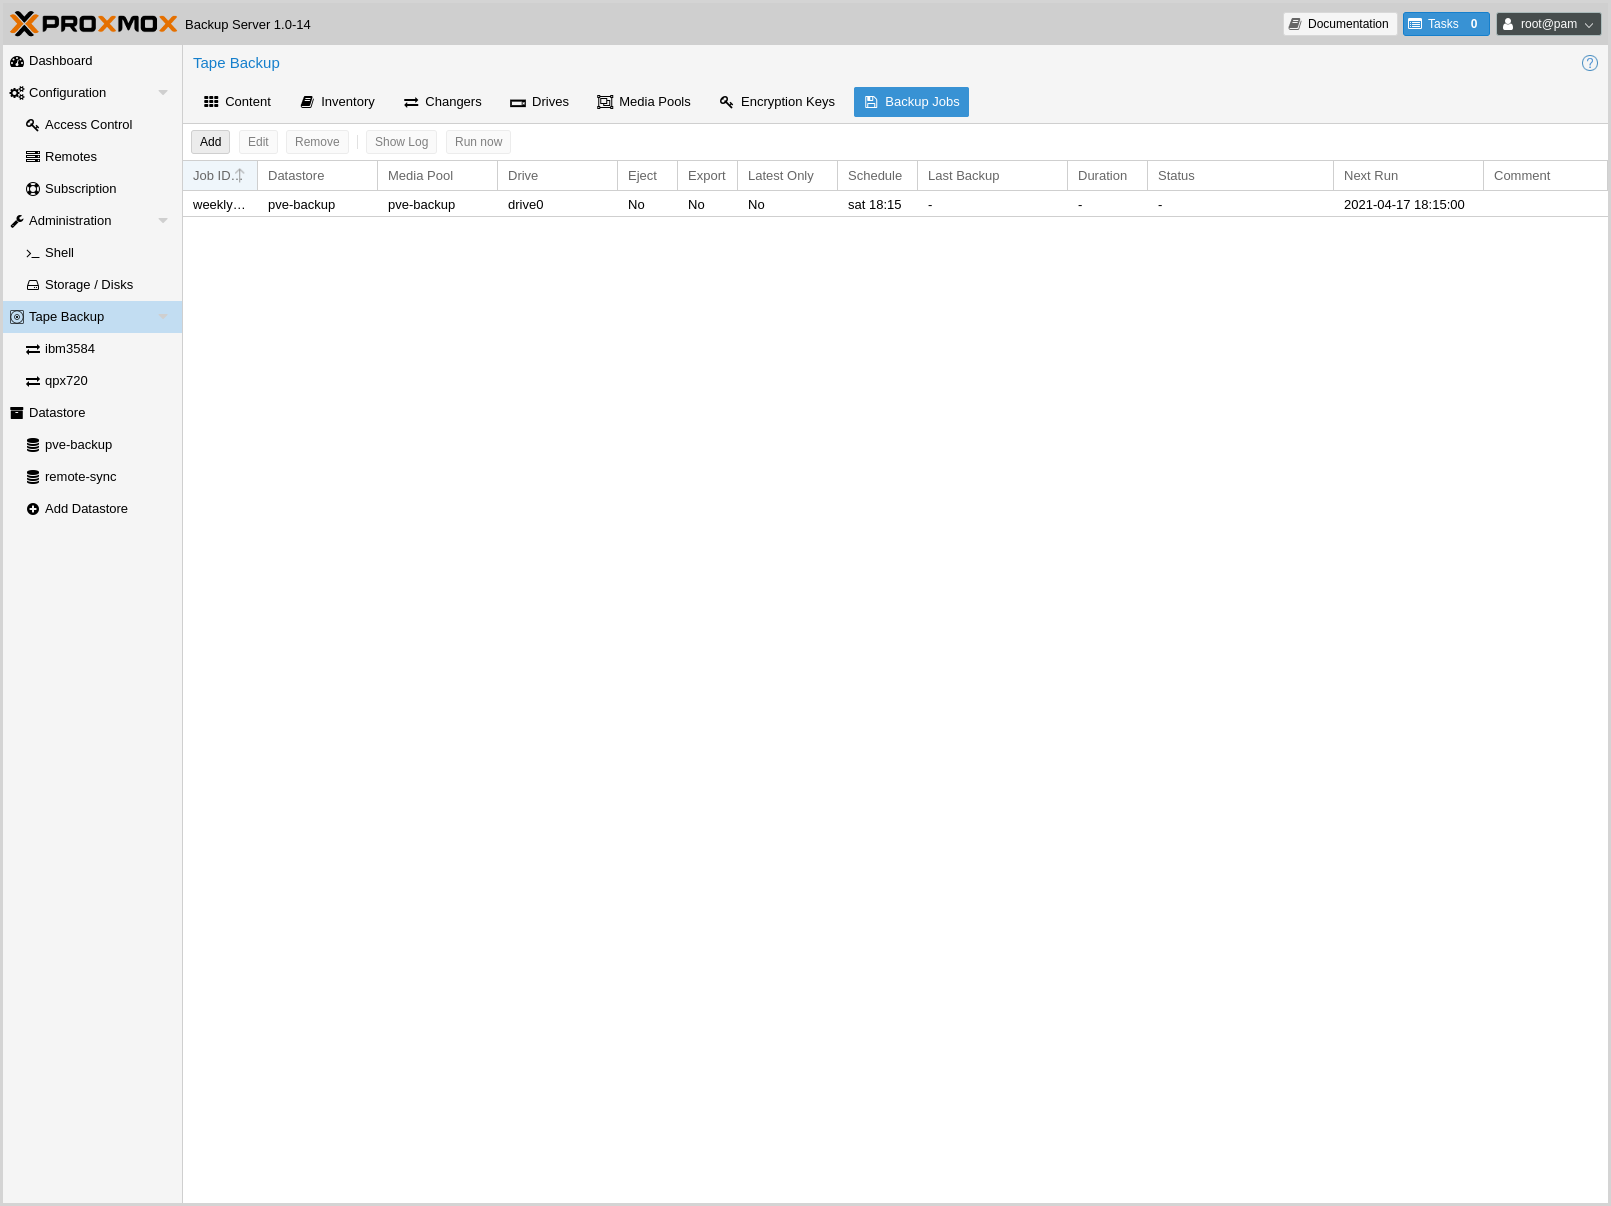 PROXMOX Backup Server 1.0-14 Documentation Tasks 0 root@pam
Dashboard
Configuration
Access Control
Remotes
Subscription
Administration
Shell
Storage / Disks
Tape Backup
ibm3584
qpx720
Datastore
pve-backup
remote-sync
Add Datastore
Tape Backup
Content Inventory Changers Drives Media Pools Encryption Keys Backup Jobs
Add Edit Remove Show Log Run now
Job ID… Datastore Media Pool Drive Eject Export Latest Only Schedule Last Backup Duration Status Next Run Comment
weekly… pve-backup pve-backup drive0 No No No sat 18:15 - - - 2021-04-17 18:15:00